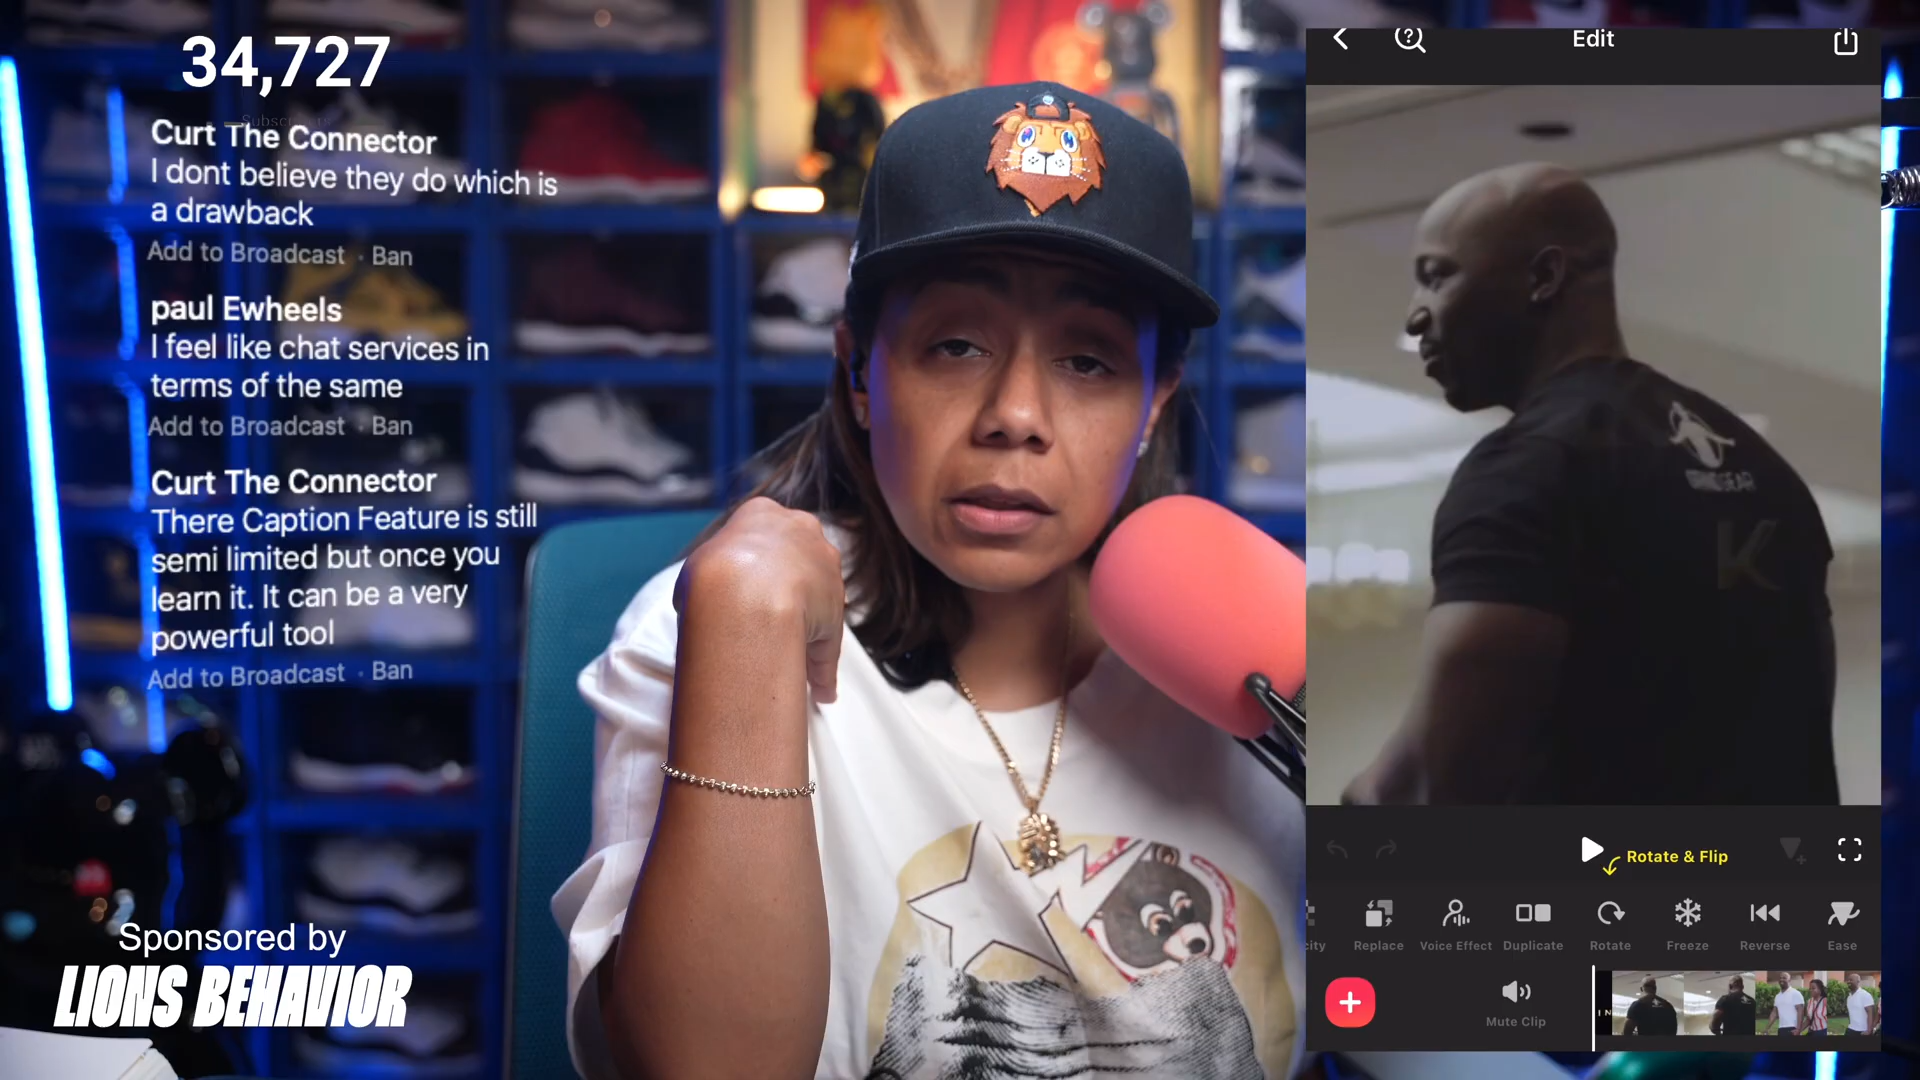 34,727
Subscribers
Curt The Connector
I dont believe they do which is
a drawback
Add to Broadcast · Ban
paul Ewheels
I feel like chat services in
terms of the same
Add to Broadcast · Ban
Curt The Connector
There Caption Feature is still
semi limited but once you
learn it. It can be a very
powerful tool
Add to Broadcast · Ban
Sponsored by
LIONS BEHAVIOR
Edit
K
Rotate & Flip
city
Replace
Voice Effect
Duplicate
Rotate
Freeze
Reverse
Ease
Mute Clip
IN